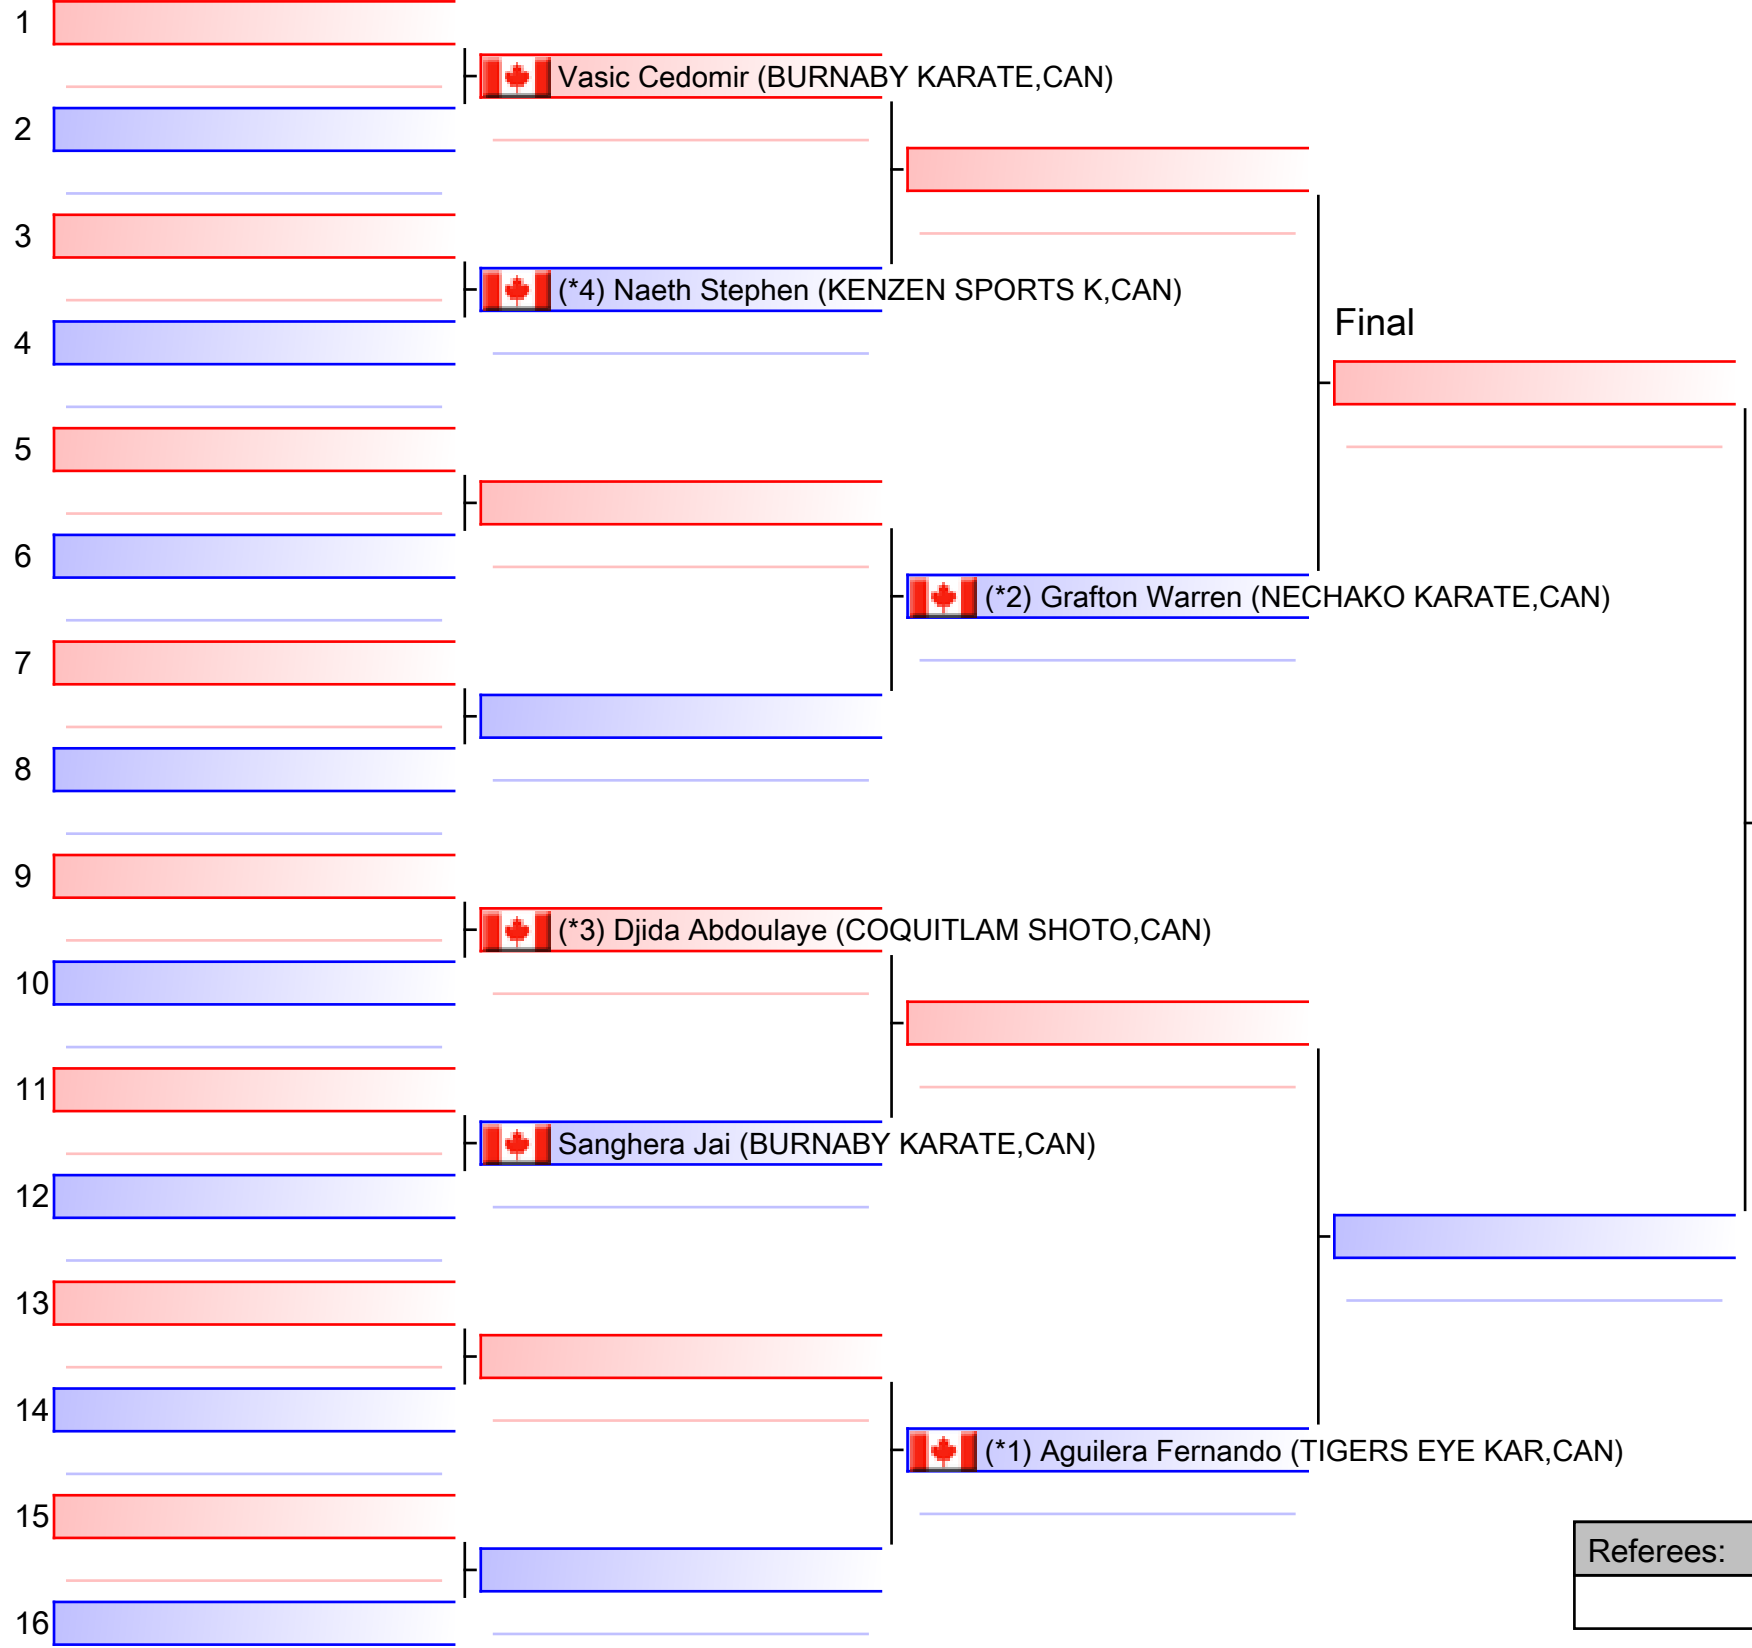 1
Vasic Cedomir (BURNABY KARATE,CAN)
2
3
(*4) Naeth Stephen (KENZEN SPORTS K,CAN)
Final
4
5
6
(*2) Grafton Warren (NECHAKO KARATE,CAN)
7
8
9
(*3) Djida Abdoulaye (COQUITLAM SHOTO,CAN)
10
11
Sanghera Jai (BURNABY KARATE,CAN)
12
13
14
(*1) Aguilera Fernando (TIGERS EYE KAR,CAN)
15
Referees:
16